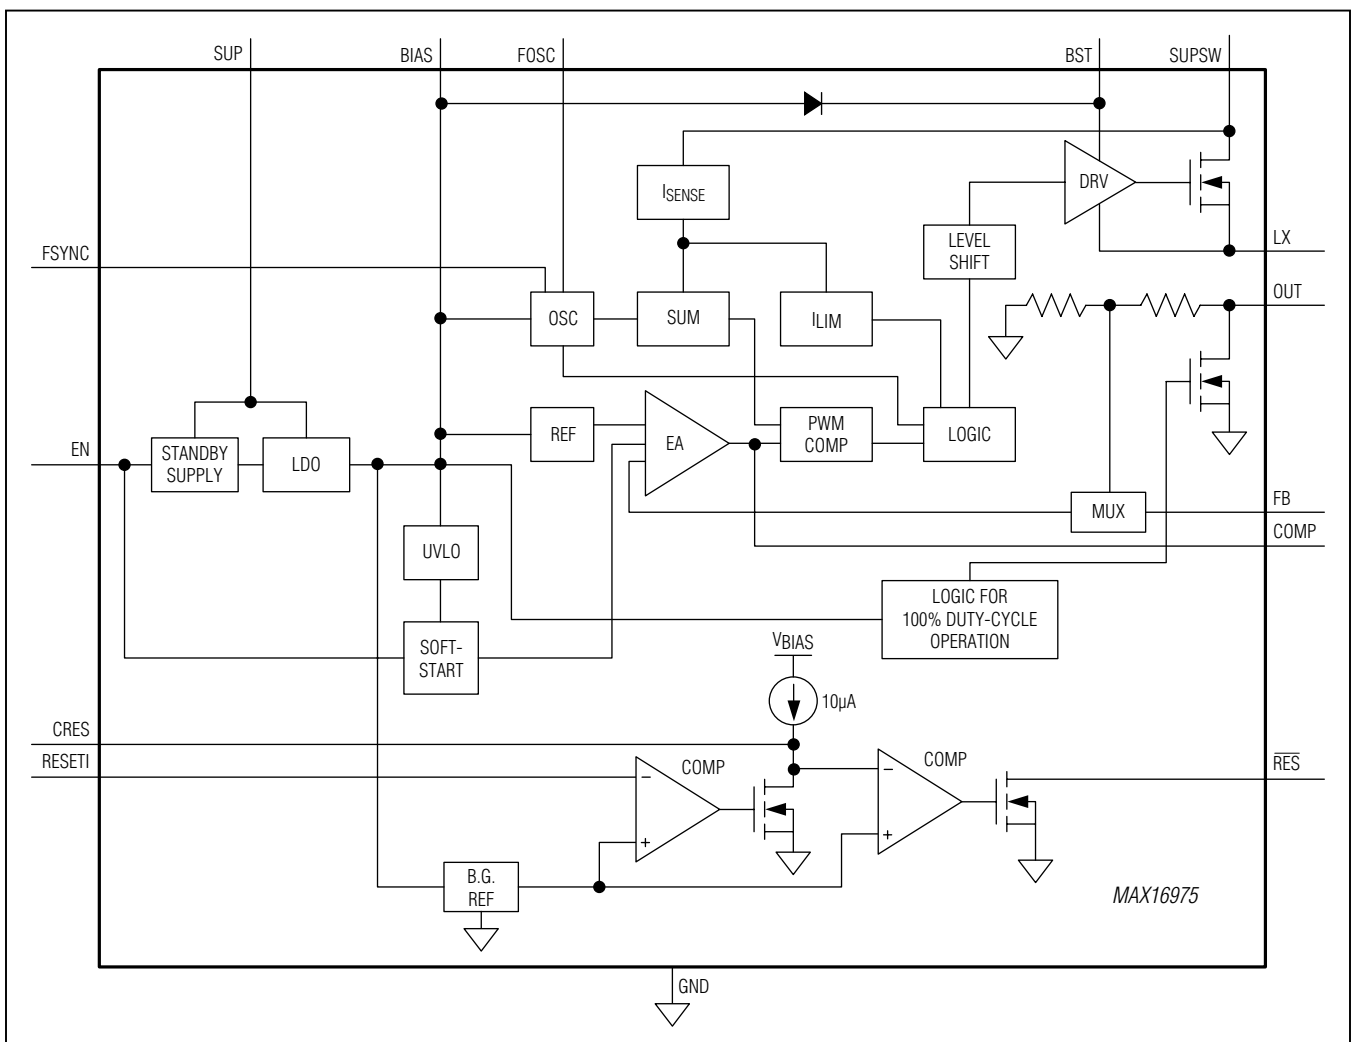 SUP
BIAS
FOSC
BST
SUPSW
ISENSE
DRV
LEVEL
SHIFT
LX
FSYNC
OSC
SUM
ILIM
OUT
EN
STANDBY
SUPPLY
LDO
REF
EA
PWM
COMP
LOGIC
MUX
FB
COMP
UVLO
LOGIC FOR
100% DUTY-CYCLE
OPERATION
SOFT-
START
VBIAS
10µA
CRES
RESETI
COMP
−
+
COMP
−
+
RES
B.G.
REF
MAX16975
GND